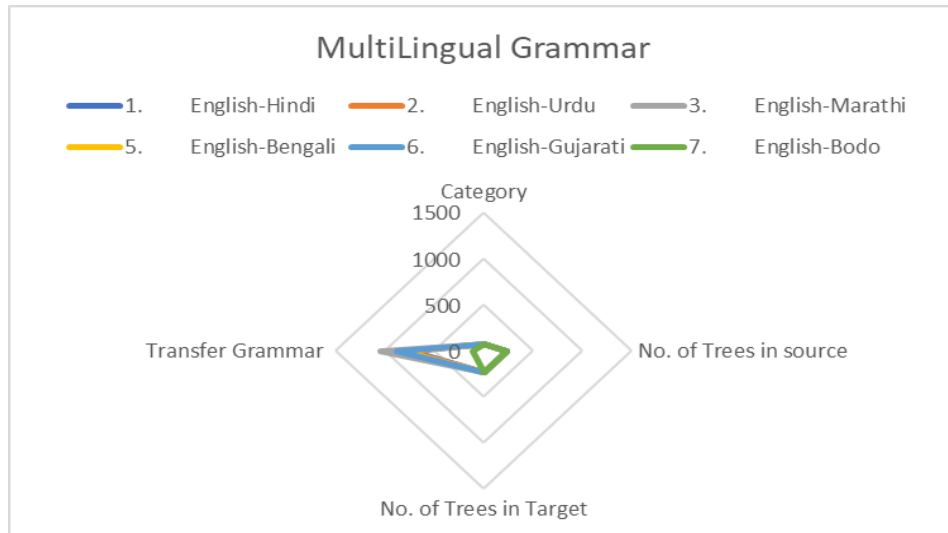 MultiLingual Grammar
1. English-Hindi 2. English-Urdu 3. English-Marathi
5. English-Bengali 6. English-Gujarati 7. English-Bodo
Category
1500
1000
500
Transfer Grammar 0 No. of Trees in source
No. of Trees in Target